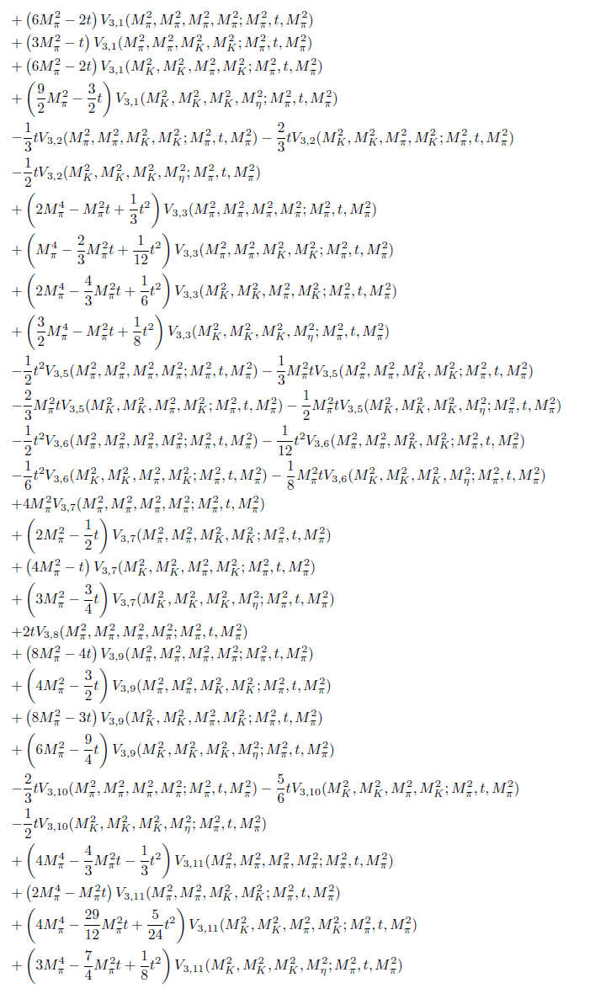 $+ \left(6M_\pi^2 - 2t\right) V_{3,1}(M_\pi^2, M_\pi^2, M_\pi^2, M_\pi^2; M_\pi^2, t, M_\pi^2)$
$+ \left(3M_\pi^2 - t\right) V_{3,1}(M_\pi^2, M_\pi^2, M_K^2, M_K^2; M_\pi^2, t, M_\pi^2)$
$+ \left(6M_\pi^2 - 2t\right) V_{3,1}(M_K^2, M_K^2, M_\pi^2, M_K^2; M_\pi^2, t, M_\pi^2)$
$+ \left(\frac{9}{2}M_\pi^2 - \frac{3}{2}t\right) V_{3,1}(M_K^2, M_K^2, M_K^2, M_\eta^2; M_\pi^2, t, M_\pi^2)$
$-\frac{1}{3}tV_{3,2}(M_\pi^2, M_\pi^2, M_K^2, M_K^2; M_\pi^2, t, M_\pi^2) - \frac{2}{3}tV_{3,2}(M_K^2, M_K^2, M_\pi^2, M_K^2; M_\pi^2, t, M_\pi^2)$
$-\frac{1}{2}tV_{3,2}(M_K^2, M_K^2, M_K^2, M_\eta^2; M_\pi^2, t, M_\pi^2)$
$+ \left(2M_\pi^4 - M_\pi^2 t + \frac{1}{3}t^2\right) V_{3,3}(M_\pi^2, M_\pi^2, M_\pi^2, M_\pi^2; M_\pi^2, t, M_\pi^2)$
$+ \left(M_\pi^4 - \frac{2}{3}M_\pi^2 t + \frac{1}{12}t^2\right) V_{3,3}(M_\pi^2, M_\pi^2, M_K^2, M_K^2; M_\pi^2, t, M_\pi^2)$
$+ \left(2M_\pi^4 - \frac{4}{3}M_\pi^2 t + \frac{1}{6}t^2\right) V_{3,3}(M_K^2, M_K^2, M_\pi^2, M_K^2; M_\pi^2, t, M_\pi^2)$
$+ \left(\frac{3}{2}M_\pi^4 - M_\pi^2 t + \frac{1}{8}t^2\right) V_{3,3}(M_K^2, M_K^2, M_K^2, M_\eta^2; M_\pi^2, t, M_\pi^2)$
$-\frac{1}{2}t^2 V_{3,5}(M_\pi^2, M_\pi^2, M_\pi^2, M_\pi^2; M_\pi^2, t, M_\pi^2) - \frac{1}{3}M_\pi^2 tV_{3,5}(M_\pi^2, M_\pi^2, M_K^2, M_K^2; M_\pi^2, t, M_\pi^2)$
$-\frac{2}{3}M_\pi^2 tV_{3,5}(M_K^2, M_K^2, M_\pi^2, M_K^2; M_\pi^2, t, M_\pi^2) - \frac{1}{2}M_\pi^2 tV_{3,5}(M_K^2, M_K^2, M_K^2, M_\eta^2; M_\pi^2, t, M_\pi^2)$
$-\frac{1}{2}t^2 V_{3,6}(M_\pi^2, M_\pi^2, M_\pi^2, M_\pi^2; M_\pi^2, t, M_\pi^2) - \frac{1}{12}t^2 V_{3,6}(M_\pi^2, M_\pi^2, M_K^2, M_K^2; M_\pi^2, t, M_\pi^2)$
$-\frac{1}{6}t^2 V_{3,6}(M_K^2, M_K^2, M_\pi^2, M_K^2; M_\pi^2, t, M_\pi^2) - \frac{1}{8}M_\pi^2 tV_{3,6}(M_K^2, M_K^2, M_K^2, M_\eta^2; M_\pi^2, t, M_\pi^2)$
$+4M_\pi^2 V_{3,7}(M_\pi^2, M_\pi^2, M_\pi^2, M_\pi^2; M_\pi^2, t, M_\pi^2)$
$+ \left(2M_\pi^2 - \frac{1}{2}t\right) V_{3,7}(M_\pi^2, M_\pi^2, M_K^2, M_K^2; M_\pi^2, t, M_\pi^2)$
$+ \left(4M_\pi^2 - t\right) V_{3,7}(M_K^2, M_K^2, M_\pi^2, M_K^2; M_\pi^2, t, M_\pi^2)$
$+ \left(3M_\pi^2 - \frac{3}{4}t\right) V_{3,7}(M_K^2, M_K^2, M_K^2, M_\eta^2; M_\pi^2, t, M_\pi^2)$
$+2tV_{3,8}(M_\pi^2, M_\pi^2, M_\pi^2, M_\pi^2; M_\pi^2, t, M_\pi^2)$
$+ \left(8M_\pi^2 - 4t\right) V_{3,9}(M_\pi^2, M_\pi^2, M_\pi^2, M_\pi^2; M_\pi^2, t, M_\pi^2)$
$+ \left(4M_\pi^2 - \frac{3}{2}t\right) V_{3,9}(M_\pi^2, M_\pi^2, M_K^2, M_K^2; M_\pi^2, t, M_\pi^2)$
$+ \left(8M_\pi^2 - 3t\right) V_{3,9}(M_K^2, M_K^2, M_\pi^2, M_K^2; M_\pi^2, t, M_\pi^2)$
$+ \left(6M_\pi^2 - \frac{9}{4}t\right) V_{3,9}(M_K^2, M_K^2, M_K^2, M_\eta^2; M_\pi^2, t, M_\pi^2)$
$-\frac{2}{3}tV_{3,10}(M_\pi^2, M_\pi^2, M_\pi^2, M_\pi^2; M_\pi^2, t, M_\pi^2) - \frac{5}{6}tV_{3,10}(M_K^2, M_K^2, M_\pi^2, M_K^2; M_\pi^2, t, M_\pi^2)$
$-\frac{1}{2}tV_{3,10}(M_K^2, M_K^2, M_K^2, M_\eta^2; M_\pi^2, t, M_\pi^2)$
$+ \left(4M_\pi^4 - \frac{4}{3}M_\pi^2 t - \frac{1}{3}t^2\right) V_{3,11}(M_\pi^2, M_\pi^2, M_\pi^2, M_\pi^2; M_\pi^2, t, M_\pi^2)$
$+ \left(2M_\pi^4 - M_\pi^2 t\right) V_{3,11}(M_\pi^2, M_\pi^2, M_K^2, M_K^2; M_\pi^2, t, M_\pi^2)$
$+ \left(4M_\pi^4 - \frac{29}{12}M_\pi^2 t + \frac{5}{24}t^2\right) V_{3,11}(M_K^2, M_K^2, M_\pi^2, M_K^2; M_\pi^2, t, M_\pi^2)$
$+ \left(3M_\pi^4 - \frac{7}{4}M_\pi^2 t + \frac{1}{8}t^2\right) V_{3,11}(M_K^2, M_K^2, M_K^2, M_\eta^2; M_\pi^2, t, M_\pi^2)$